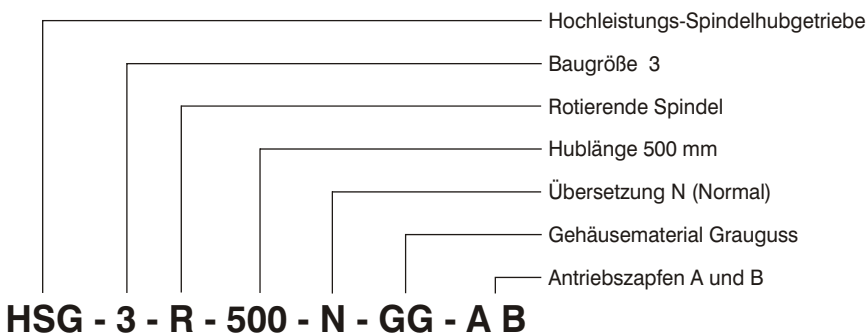 Hochleistungs-Spindelhubgetriebe
Baugröße 3
Rotierende Spindel
Hublänge 500 mm
Übersetzung N (Normal)
Gehäusematerial Grauguss
Antriebszapfen A und B
HSG - 3 - R - 500 - N - GG - A B